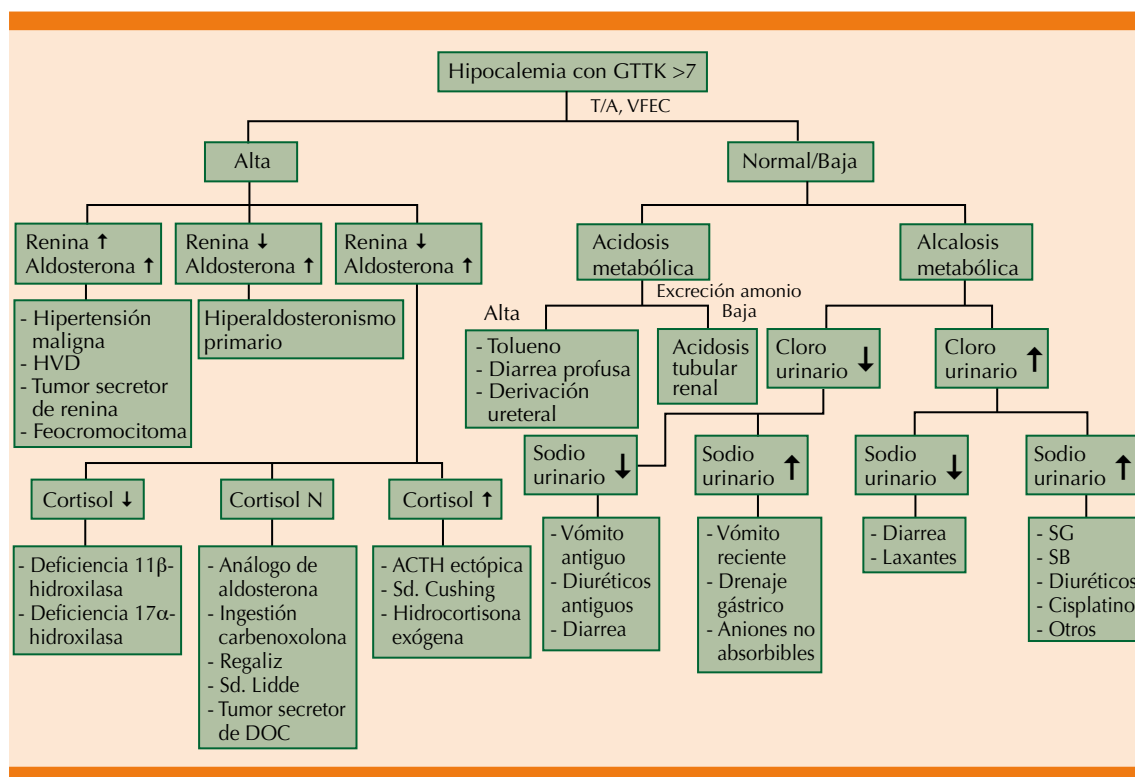 Hipocalemia con GTTK >7
T/A, VFEC
Alta
Normal/Baja
Renina ↑
Aldosterona ↑
Renina ↓
Aldosterona ↑
Renina ↓
Aldosterona ↑
Acidosis
metabólica
Alcalosis
metabólica
- Hipertensión
maligna
- HVD
- Tumor secretor
de renina
- Feocromocitoma
Hiperaldosteronismo
primario
Excreción amonio
Alta
Baja
- Tolueno
- Diarrea profusa
- Derivación
ureteral
Acidosis
tubular
renal
Cloro
urinario ↓
Cloro
urinario ↑
Sodio
urinario ↓
Sodio
urinario ↑
Sodio
urinario ↓
Sodio
urinario ↑
Cortisol ↓
Cortisol N
Cortisol ↑
- Deficiencia 11β-
hidroxilasa
- Deficiencia 17α-
hidroxilasa
- Análogo de
aldosterona
- Ingestión
carbenoxolona
- Regaliz
- Sd. Lidde
- Tumor secretor
de DOC
- ACTH ectópica
- Sd. Cushing
- Hidrocortisona
exógena
- Vómito
antiguo
- Diuréticos
antiguos
- Diarrea
- Vómito
reciente
- Drenaje
gástrico
- Aniones no
absorbibles
- Diarrea
- Laxantes
- SG
- SB
- Diuréticos
- Cisplatino
- Otros